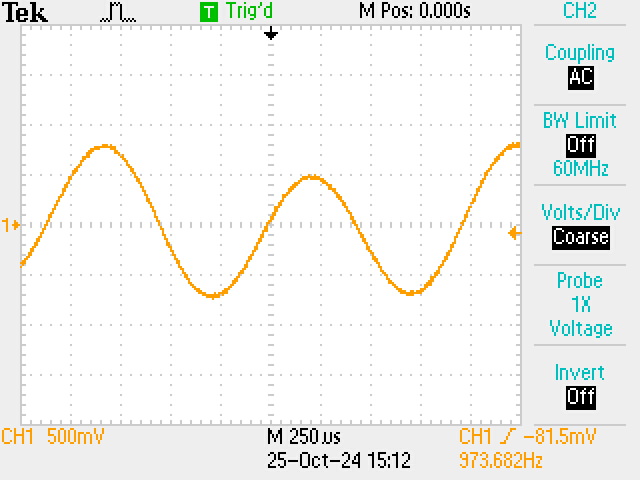 Tek T Trig'd M Pos: 0.000s CH2
Coupling
AC
BW Limit
Off
60MHz
1
Volts/Div
Coarse
Probe
1X
Voltage
Invert
Off
CH1 500mV M 250µs CH1 -81.5mV
25-Oct-24 15:12 973.682Hz